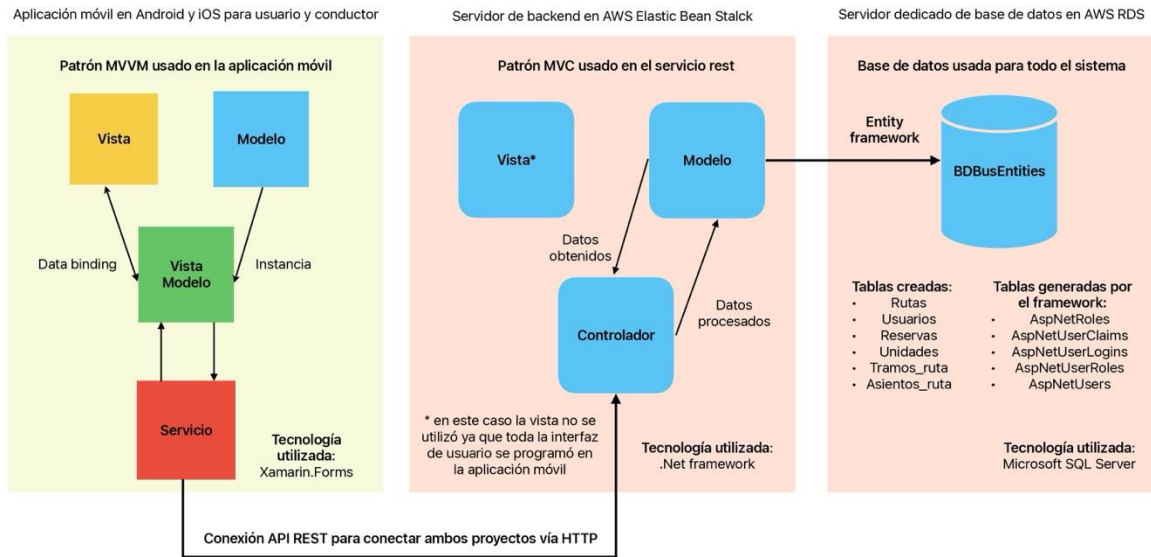 Aplicación móvil en Android y iOS para usuario y conductor
Patrón MVVM usado en la aplicación móvil
Vista
Modelo
Data binding
Vista
Modelo
Instancia
Servicio
Tecnología
utilizada:
Xamarin.Forms
Servidor de backend en AWS Elastic Bean Stalck
Patrón MVC usado en el servicio rest
Vista*
Modelo
Datos
obtenidos
Datos
procesados
Controlador
* en este caso la vista no se
utilizó ya que toda la interfaz
de usuario se programó en
la aplicación móvil
Tecnología utilizada:
.Net framework
Servidor dedicado de base de datos en AWS RDS
Base de datos usada para todo el sistema
Entity
framework
BDBusEntities
Tablas creadas:
• Rutas
• Usuarios
• Reservas
• Unidades
• Tramos_ruta
• Asientos_ruta
Tablas generadas por
el framework:
• AspNetRoles
• AspNetUserClaims
• AspNetUserLogins
• AspNetUserRoles
• AspNetUsers
Tecnología utilizada:
Microsoft SQL Server
Conexión API REST para conectar ambos proyectos vía HTTP